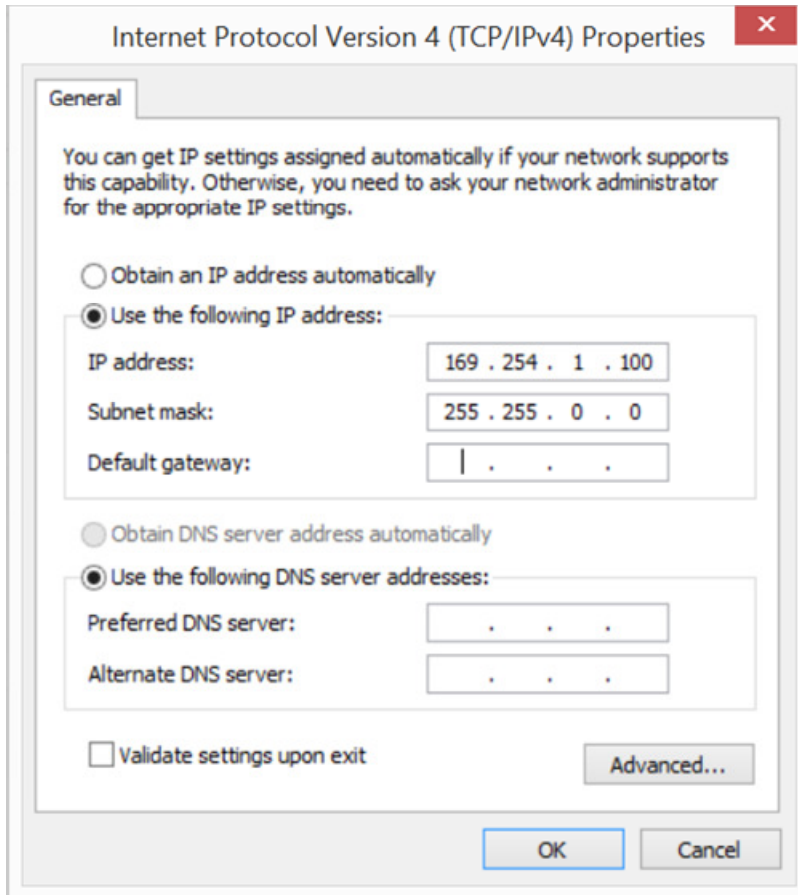 Internet Protocol Version 4 (TCP/IPv4) Properties
General
You can get IP settings assigned automatically if your network supports
this capability. Otherwise, you need to ask your network administrator
for the appropriate IP settings.
Obtain an IP address automatically
Use the following IP address:
IP address: 169 . 254 . 1 . 100
Subnet mask: 255 . 255 . 0 . 0
Default gateway: . . .
Obtain DNS server address automatically
Use the following DNS server addresses:
Preferred DNS server: . . .
Alternate DNS server: . . .
Validate settings upon exit
Advanced...
OK Cancel